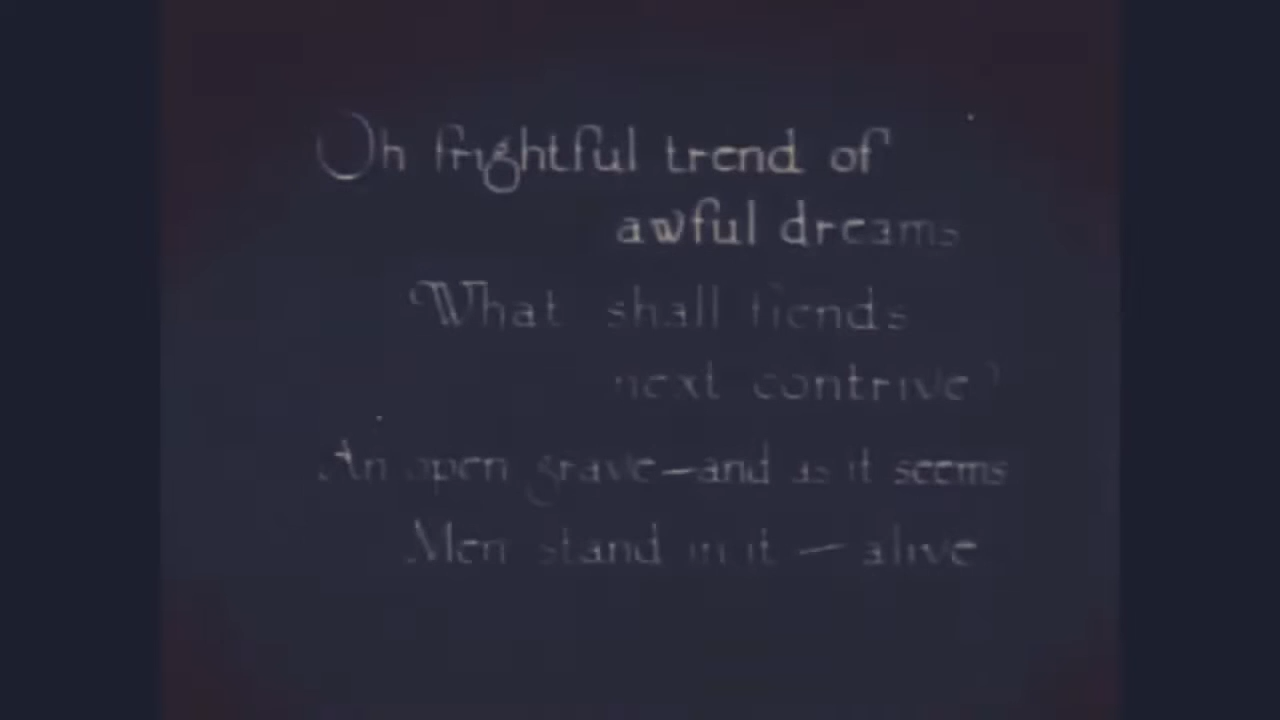 Oh frightful trend of
awful dreams
What shall fiends
next contrive?
An open grave—and as it seems
Men stand in it — alive